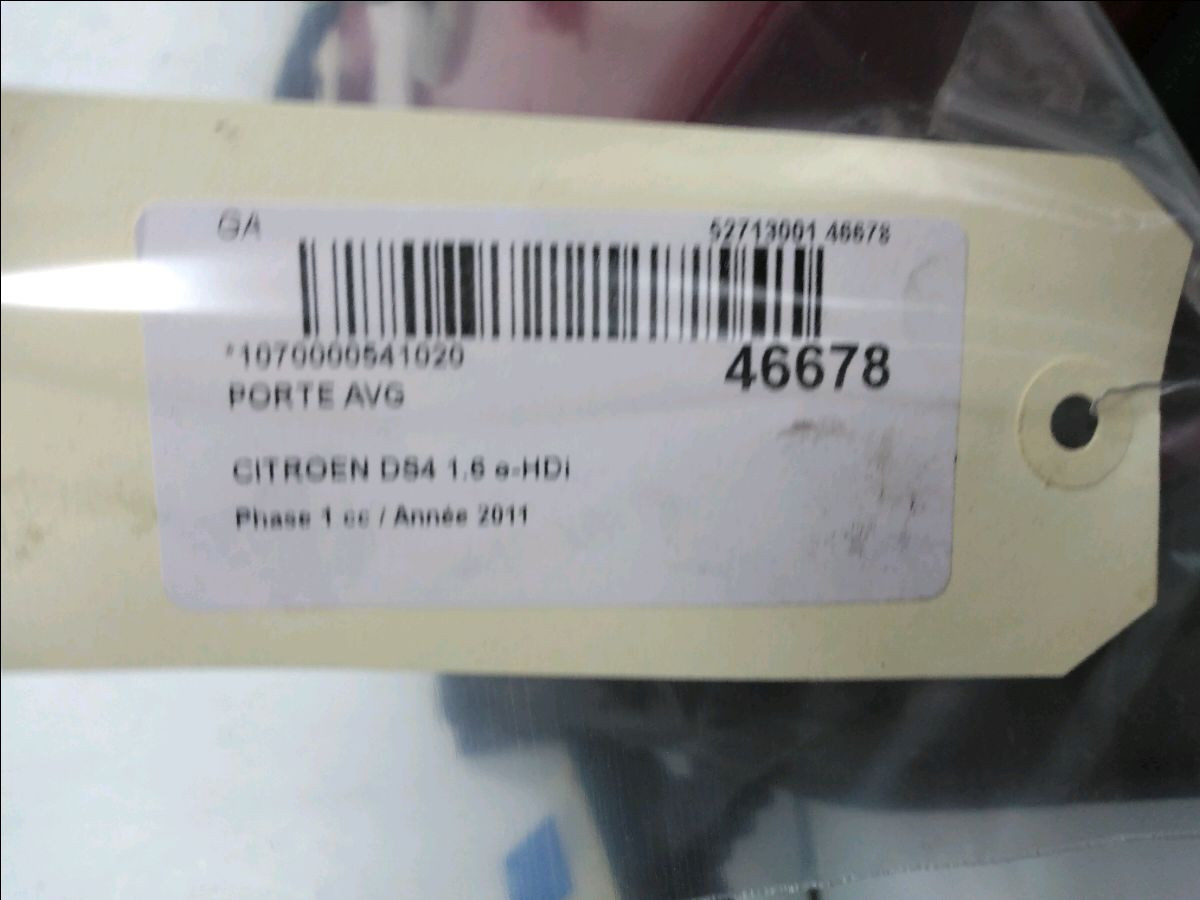 GA
52713001 46678
*1070000541020
46678
PORTE AVG
CITROEN DS4 1.6 e-HDi
Phase 1 cc / Année 2011